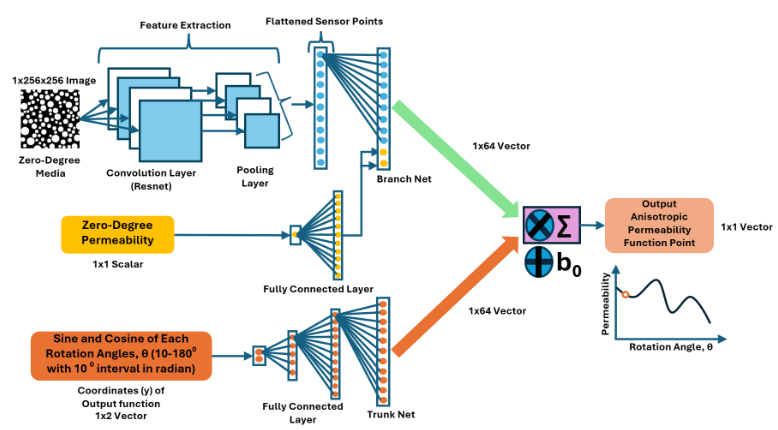 Feature Extraction
Flattened Sensor Points
1x256x256 Image
Zero-Degree
Media
Convolution Layer
(Resnet)
Pooling
Layer
Branch Net
1x64 Vector
Zero-Degree
Permeability
1x1 Scalar
Fully Connected Layer
Σ
b₀
Output
Anisotropic
Permeability
Function Point
1x1 Vector
Permeability
Rotation Angle, θ
1x64 Vector
Sine and Cosine of Each
Rotation Angles, θ (10-180⁰
with 10 ⁰ interval in radian)
Coordinates (y) of
Output function
1x2 Vector
Fully Connected
Layer
Trunk Net